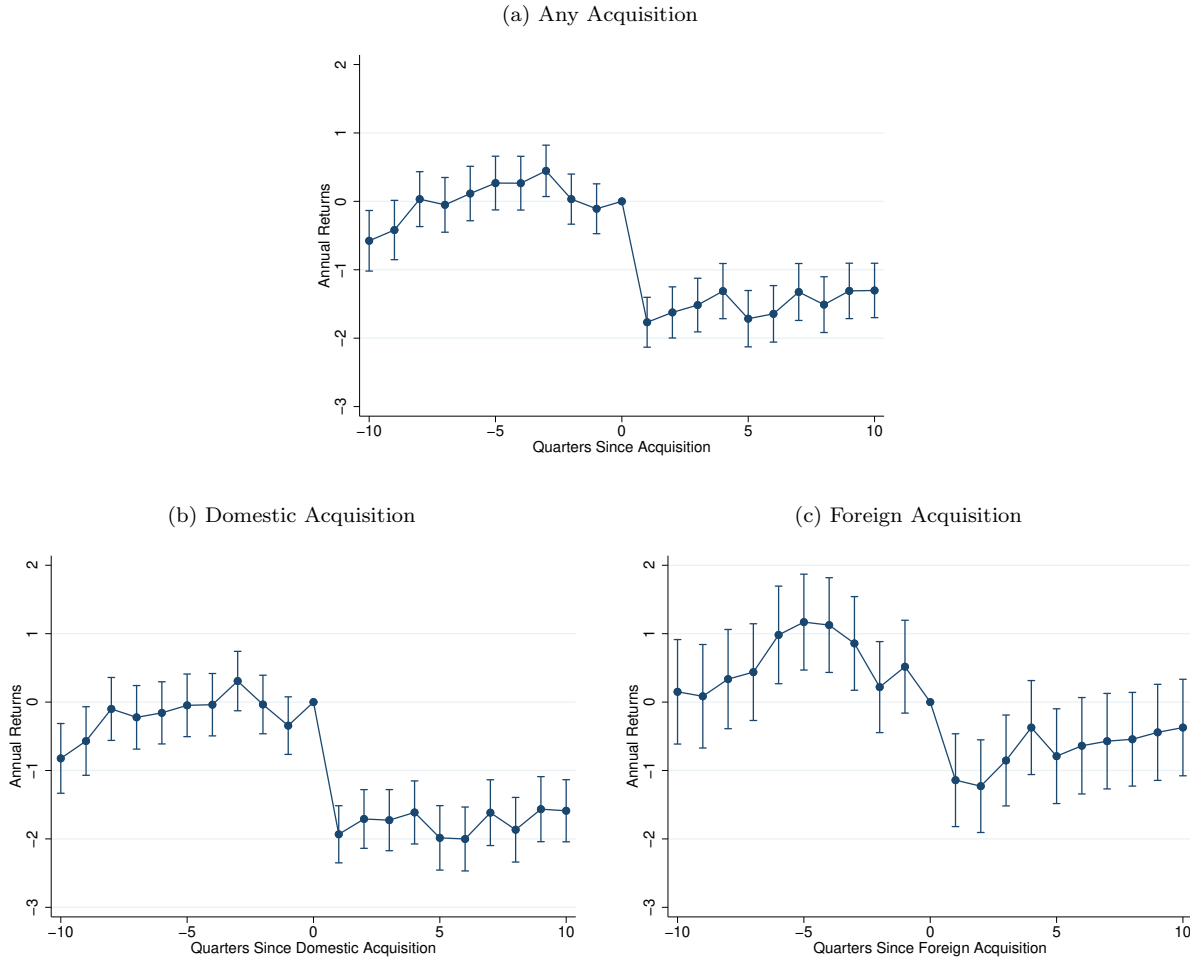 (a) Any Acquisition
2
1
0
−1
−2
−3
Annual Returns
−10 −5 0 5 10
Quarters Since Acquisition
(b) Domestic Acquisition
2
1
0
−1
−2
−3
Annual Returns
−10 −5 0 5 10
Quarters Since Domestic Acquisition
(c) Foreign Acquisition
2
1
0
−1
−2
−3
Annual Returns
−10 −5 0 5 10
Quarters Since Foreign Acquisition